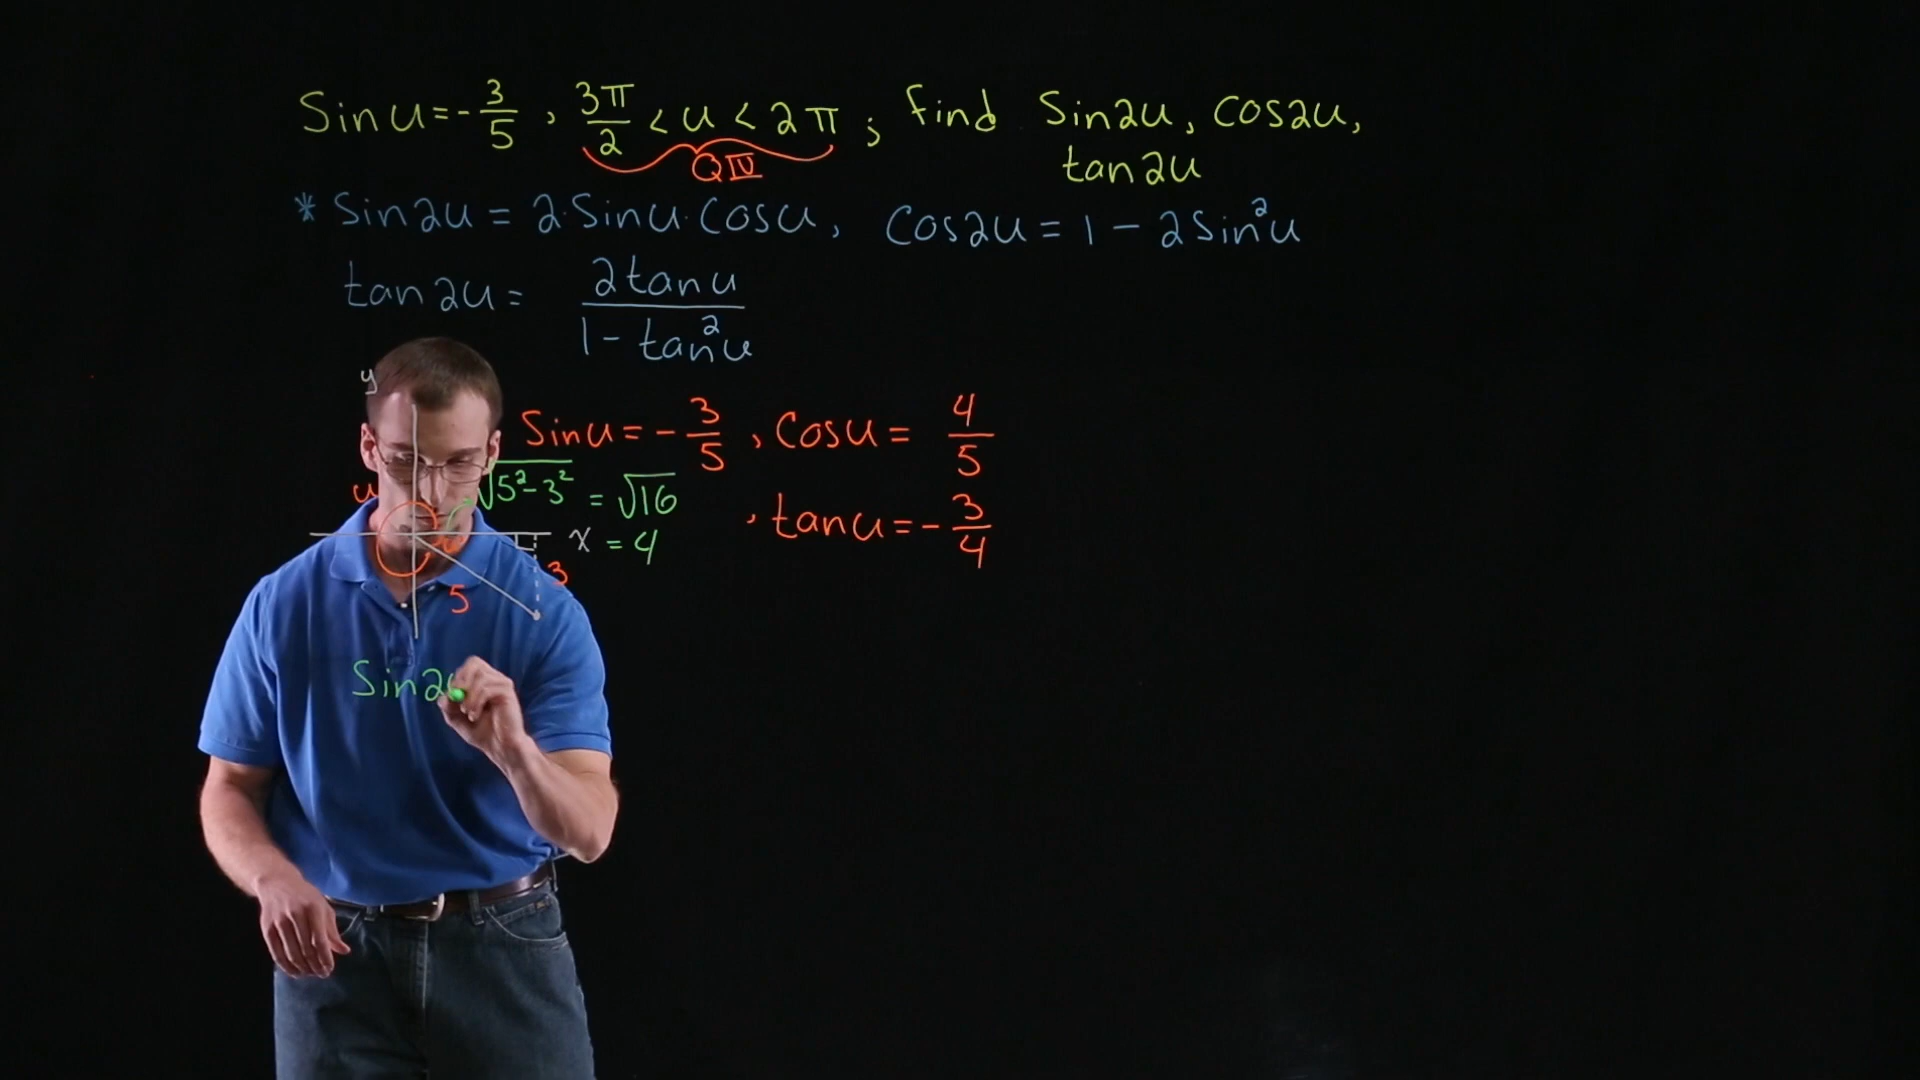 Sin u = - 3/5 , 3π/2 < u < 2π ; find Sin2u, Cos2u,
QIV
tan2u
* Sin2u = 2·Sinu·Cosu, Cos2u = 1 - 2Sin²u
tan2u = 2tanu / 1 - tan²u
y
Sinu = - 3/5 , Cosu = 4/5
u
√5²-3² = √16
, tanu = - 3/4
x = 4
3
5
Sin2